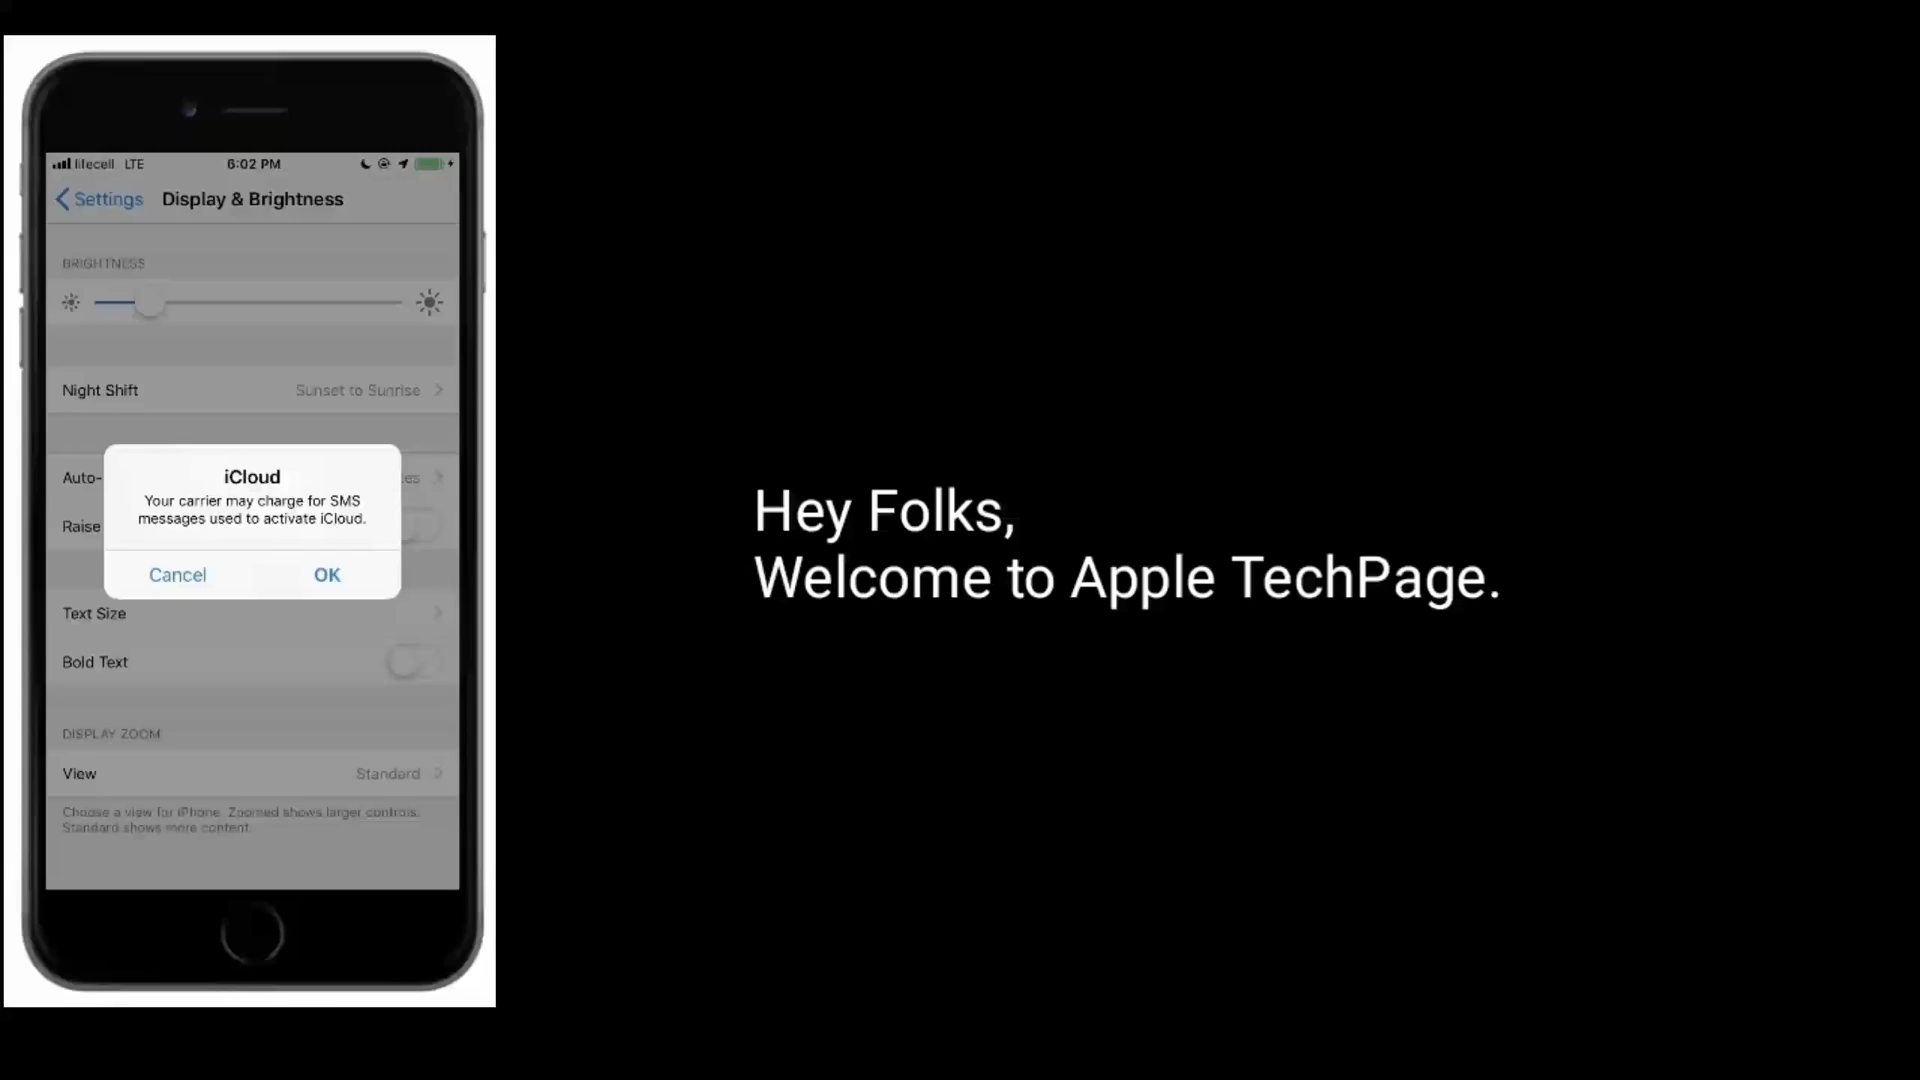 lifecell LTE 6:02 PM
Settings Display & Brightness
BRIGHTNESS
Night Shift Sunset to Sunrise
Auto-
Raise
iCloud
Your carrier may charge for SMS
messages used to activate iCloud.
Cancel OK
Text Size
Bold Text
DISPLAY ZOOM
View Standard
Choose a view for iPhone. Zoomed shows larger controls.
Standard shows more content.
Hey Folks,
Welcome to Apple TechPage.